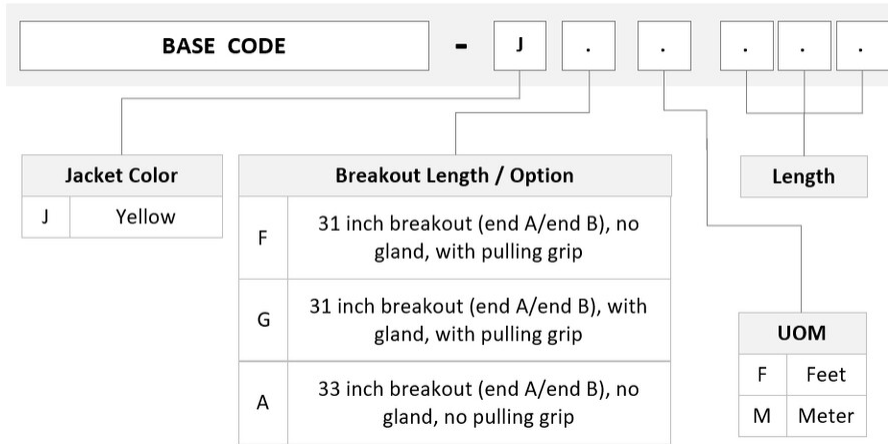 BASE CODE - J . . . . .
Jacket Color
J Yellow
Breakout Length / Option
F 31 inch breakout (end A/end B), no
gland, with pulling grip
G 31 inch breakout (end A/end B), with
gland, with pulling grip
A 33 inch breakout (end A/end B), no
gland, no pulling grip
Length
UOM
F Feet
M Meter